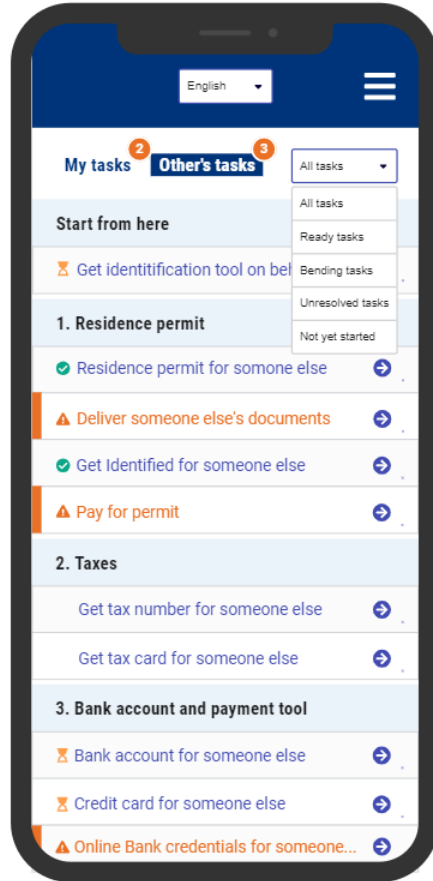 English
2
3
My tasks
Other's tasks
All tasks
All tasks
Ready tasks
Bending tasks
Unresolved tasks
Not yet started
Start from here
Get identitification tool on bel
1. Residence permit
Residence permit for somone else
Deliver someone else's documents
Get Identified for someone else
Pay for permit
2. Taxes
Get tax number for someone else
Get tax card for someone else
3. Bank account and payment tool
Bank account for someone else
Credit card for someone else
Online Bank credentials for someone...